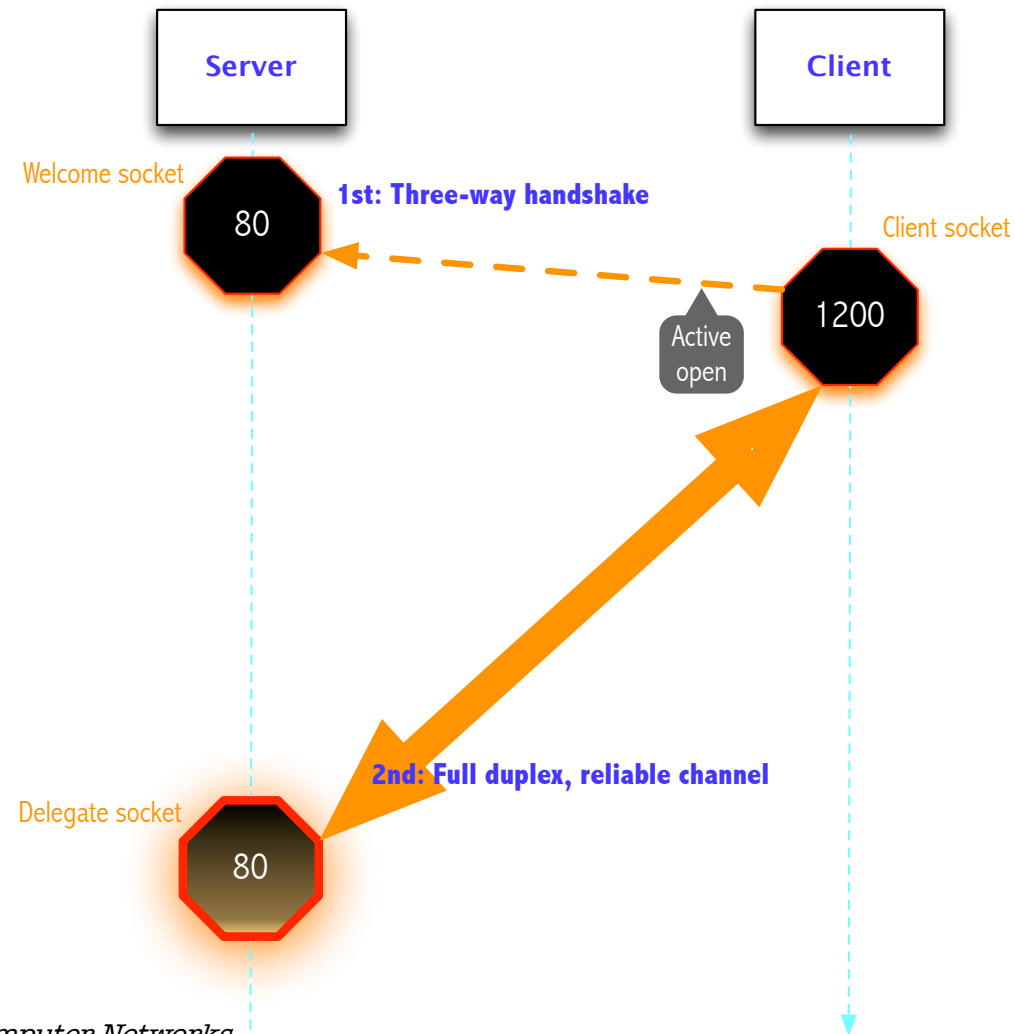 Server
Client
Welcome socket
80
1st: Three-way handshake
Client socket
1200
Active
open
2nd: Full duplex, reliable channel
Delegate socket
80
Networks